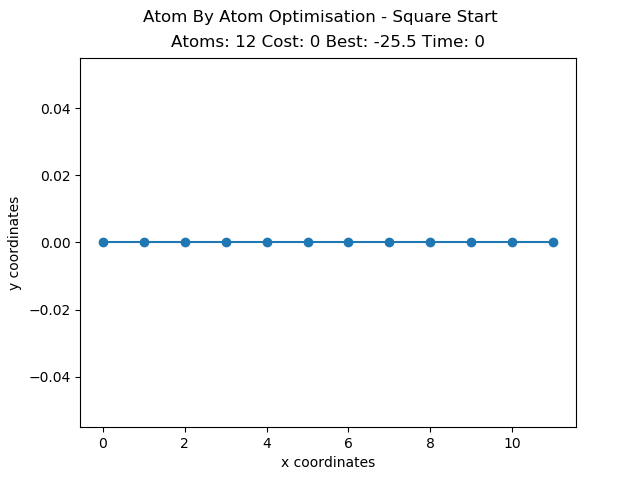 Atom By Atom Optimisation - Square Start
Atoms: 12 Cost: 0 Best: -25.5 Time: 0
0.04
0.02
0.00
−0.02
−0.04
y coordinates
0 2 4 6 8 10
x coordinates